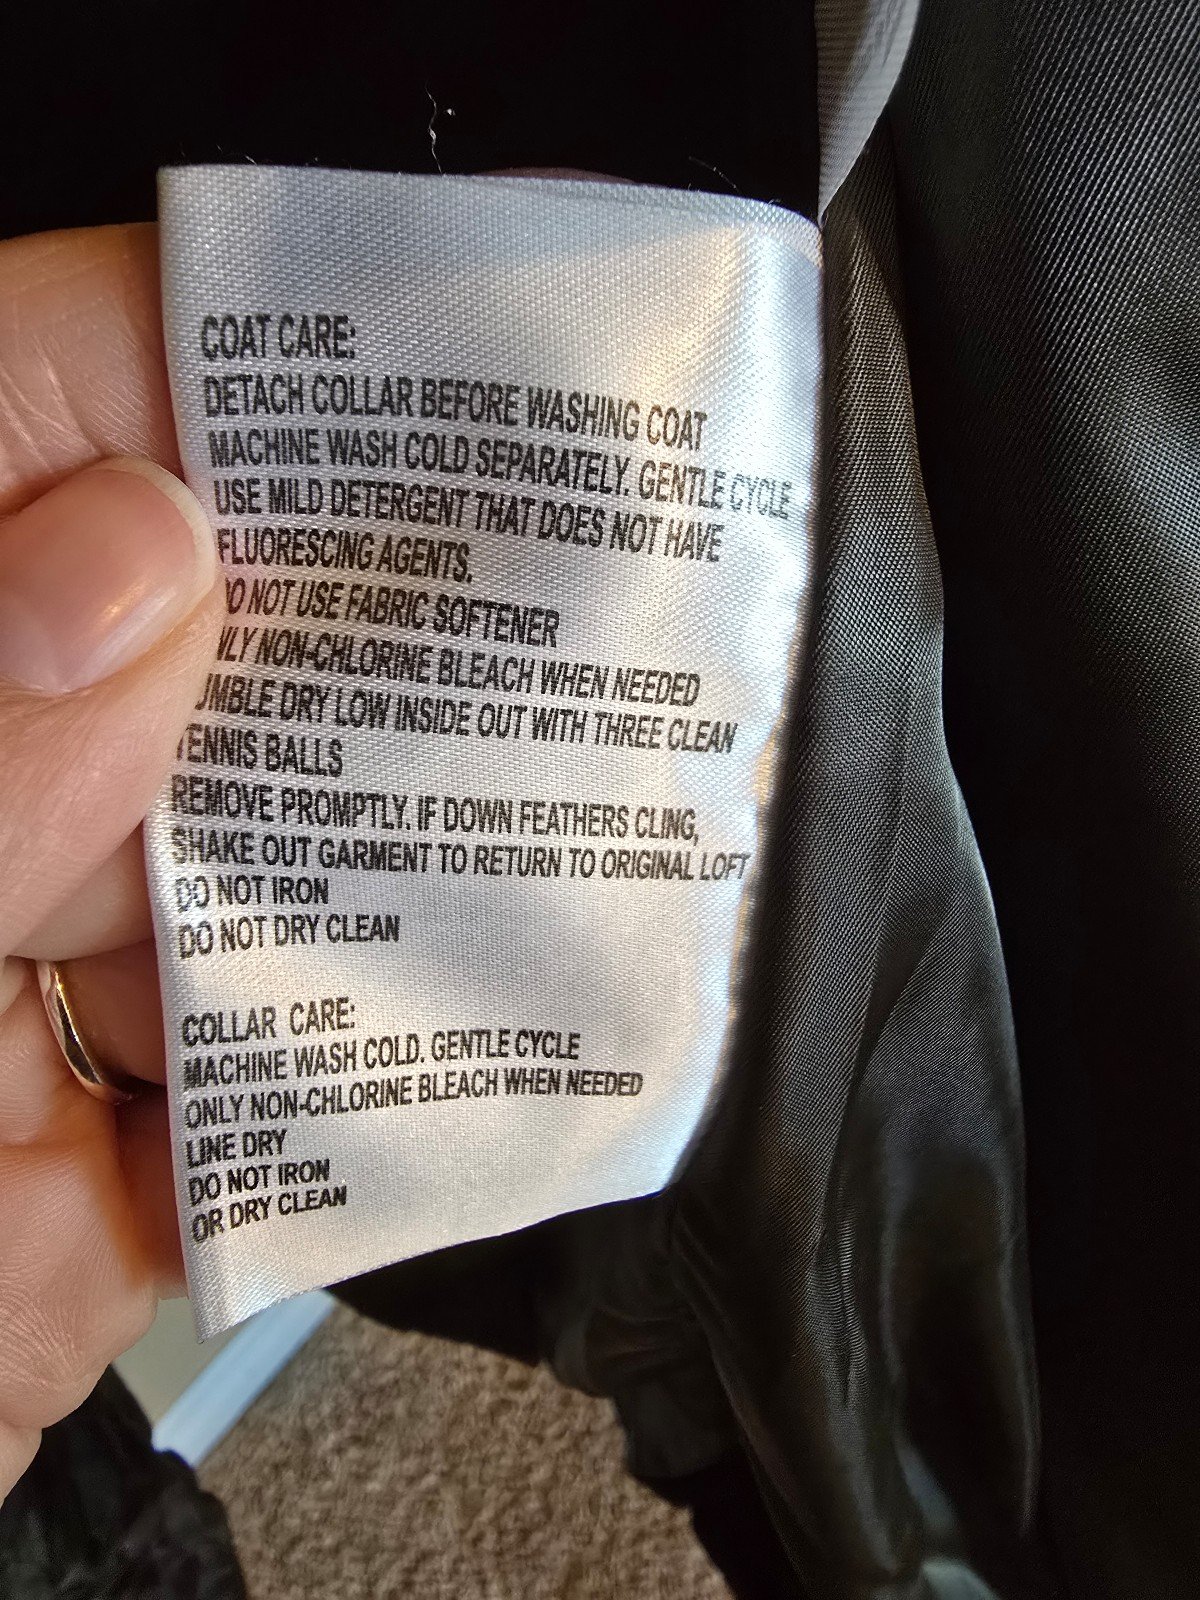 COAT CARE:
DETACH COLLAR BEFORE WASHING COAT
MACHINE WASH COLD SEPARATELY. GENTLE CYCLE
USE MILD DETERGENT THAT DOES NOT HAVE
FLUORESCING AGENTS.
DO NOT USE FABRIC SOFTENER
NLY NON-CHLORINE BLEACH WHEN NEEDED
UMBLE DRY LOW INSIDE OUT WITH THREE CLEAN
TENNIS BALLS
REMOVE PROMPTLY. IF DOWN FEATHERS CLING,
SHAKE OUT GARMENT TO RETURN TO ORIGINAL LOFT
DO NOT IRON
DO NOT DRY CLEAN
COLLAR CARE:
MACHINE WASH COLD. GENTLE CYCLE
ONLY NON-CHLORINE BLEACH WHEN NEEDED
LINE DRY
DO NOT IRON
OR DRY CLEAN